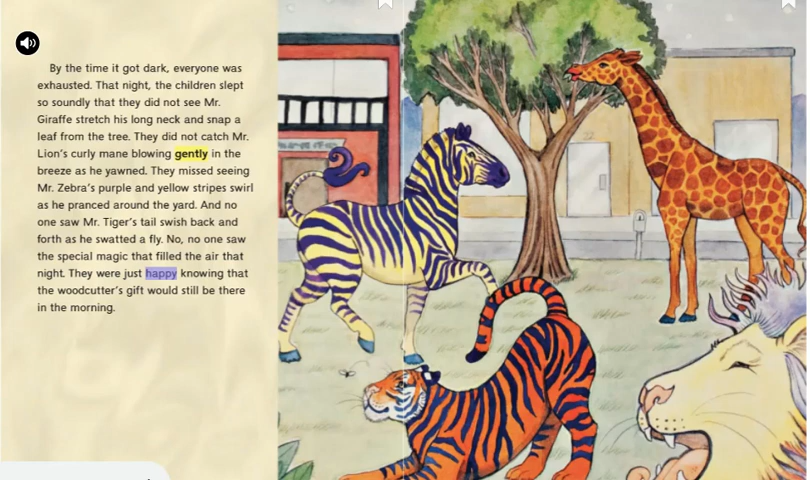 By the time it got dark, everyone was
exhausted. That night, the children slept
so soundly that they did not see Mr.
Giraffe stretch his long neck and snap a
leaf from the tree. They did not catch Mr.
Lion's curly mane blowing gently in the
breeze as he yawned. They missed seeing
Mr. Zebra's purple and yellow stripes swirl
as he pranced around the yard. And no
one saw Mr. Tiger's tail swish back and
forth as he swatted a fly. No, no one saw
the special magic that filled the air that
night. They were just happy knowing that
the woodcutter's gift would still be there
in the morning.